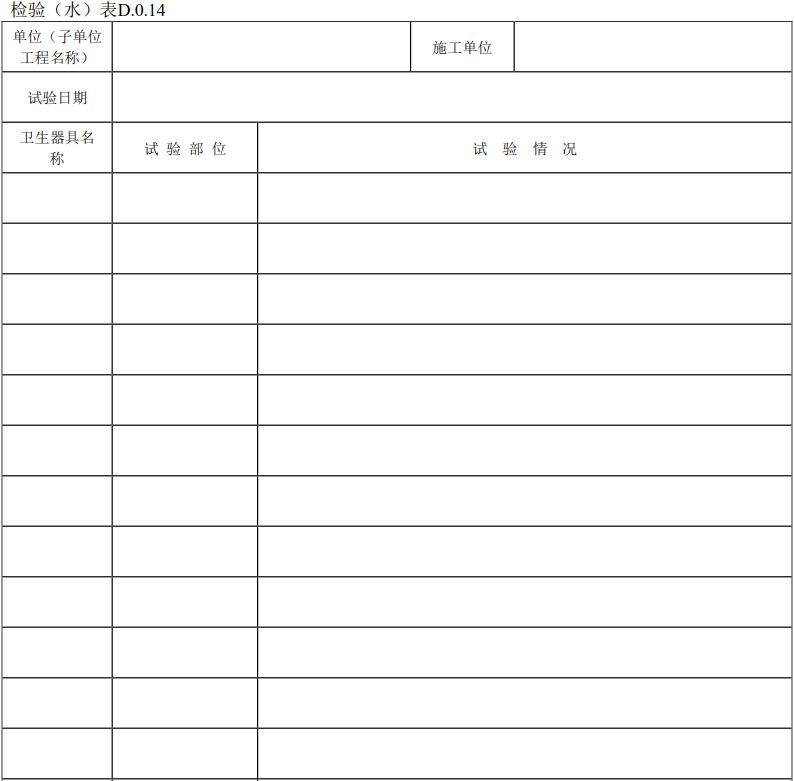 检验（水）表D.0.14
单位（子单位
工程名称）
施工单位
试验日期
卫生器具名
称
试 验 部 位
试 验 情 况